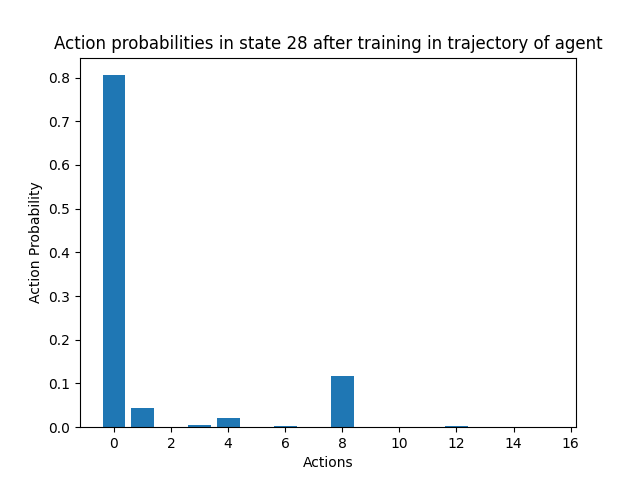 Action probabilities in state 28 after training in trajectory of agent
0.8
0.7
0.6
0.5
0.4
0.3
0.2
0.1
0.0
Action Probability
0 2 4 6 8 10 12 14 16
Actions